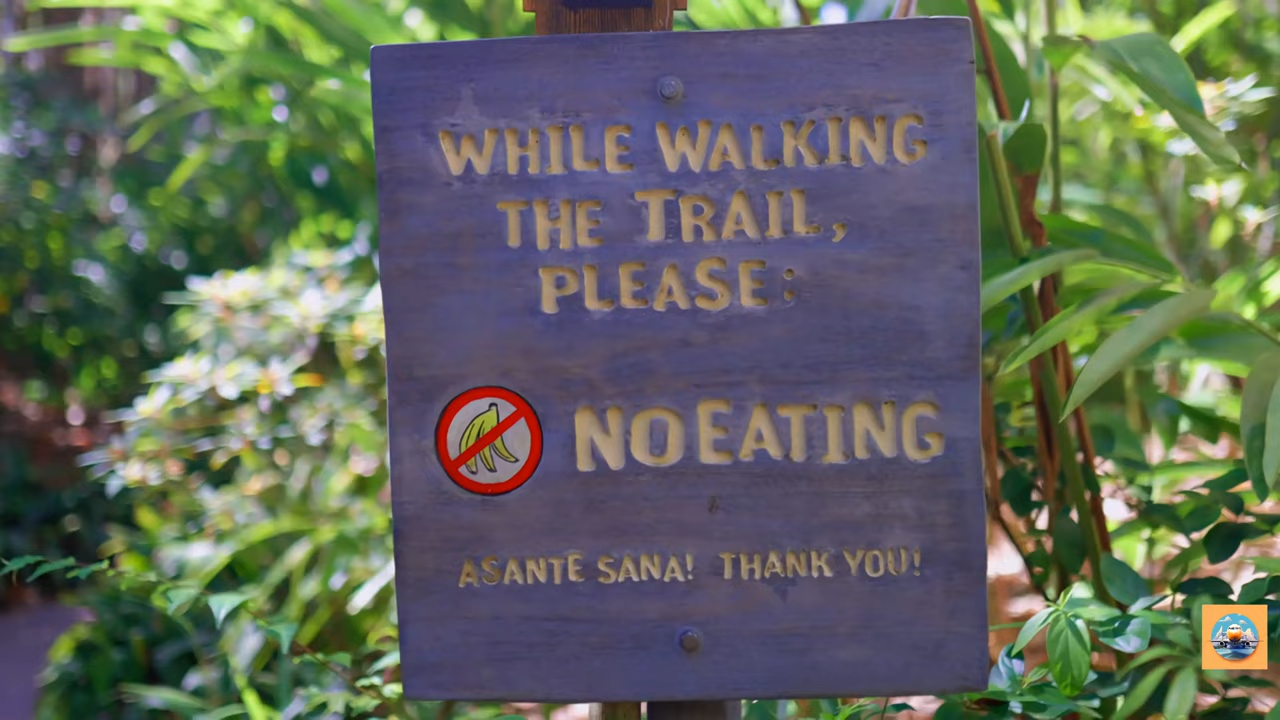 WHILE WALKING
THE TRAIL,
PLEASE:
NO EATING
ASANTE SANA! THANK YOU!